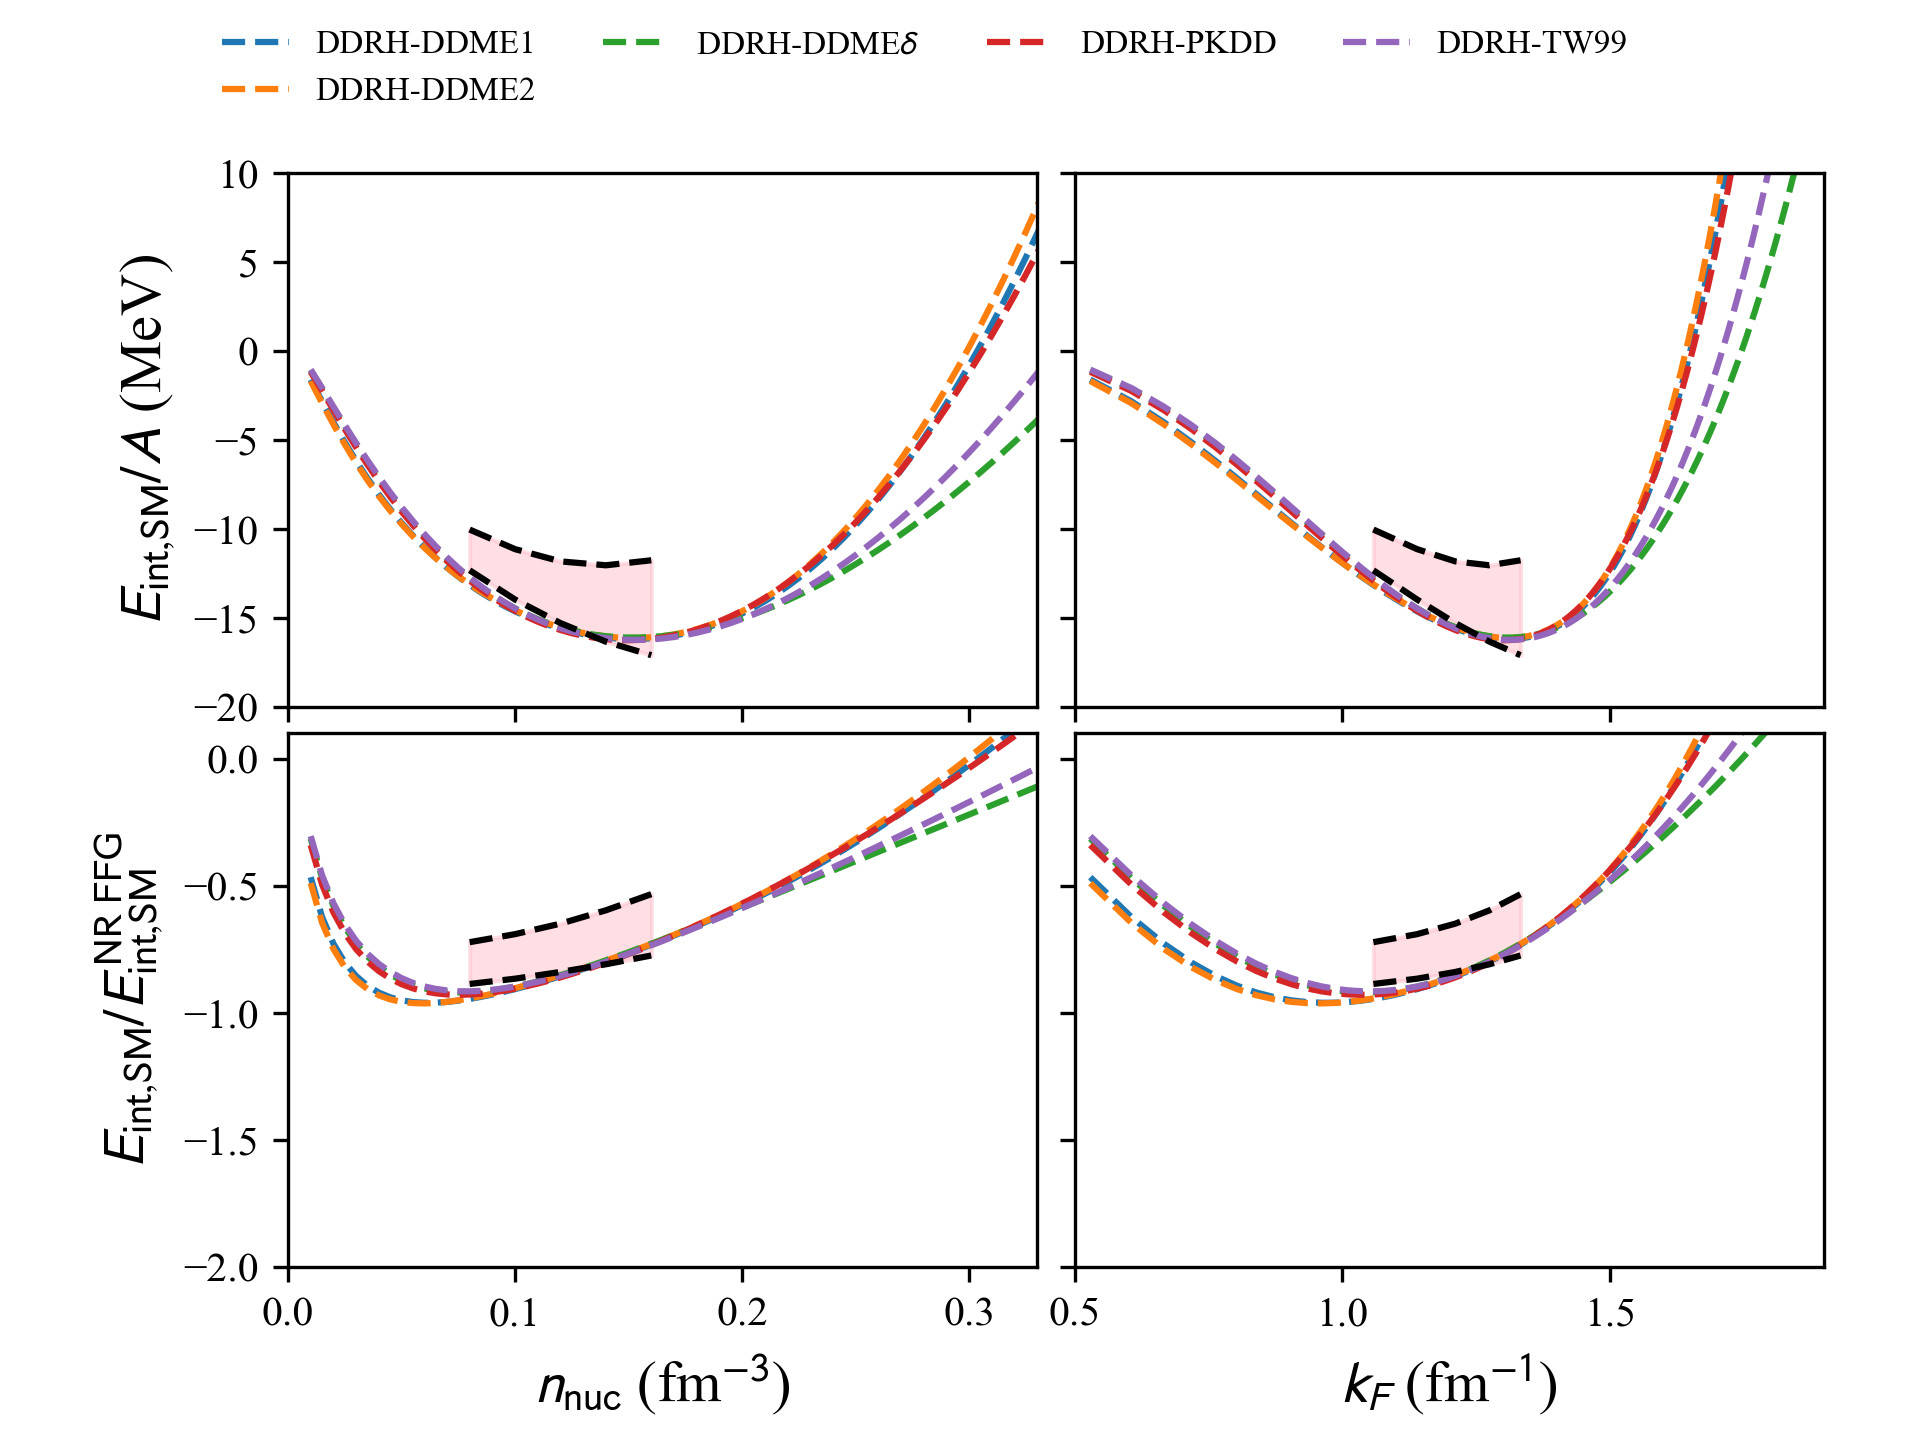 DDRH-DDME1 DDRH-DDMEδ DDRH-PKDD DDRH-TW99
DDRH-DDME2
E_int,SM/A (MeV)
10
5
0
−5
−10
−15
−20
E_int,SM/E_int,SM^NR FFG
0.0
−0.5
−1.0
−1.5
−2.0
0.0 0.1 0.2 0.3
0.5 1.0 1.5
n_nuc (fm⁻³)
k_F (fm⁻¹)